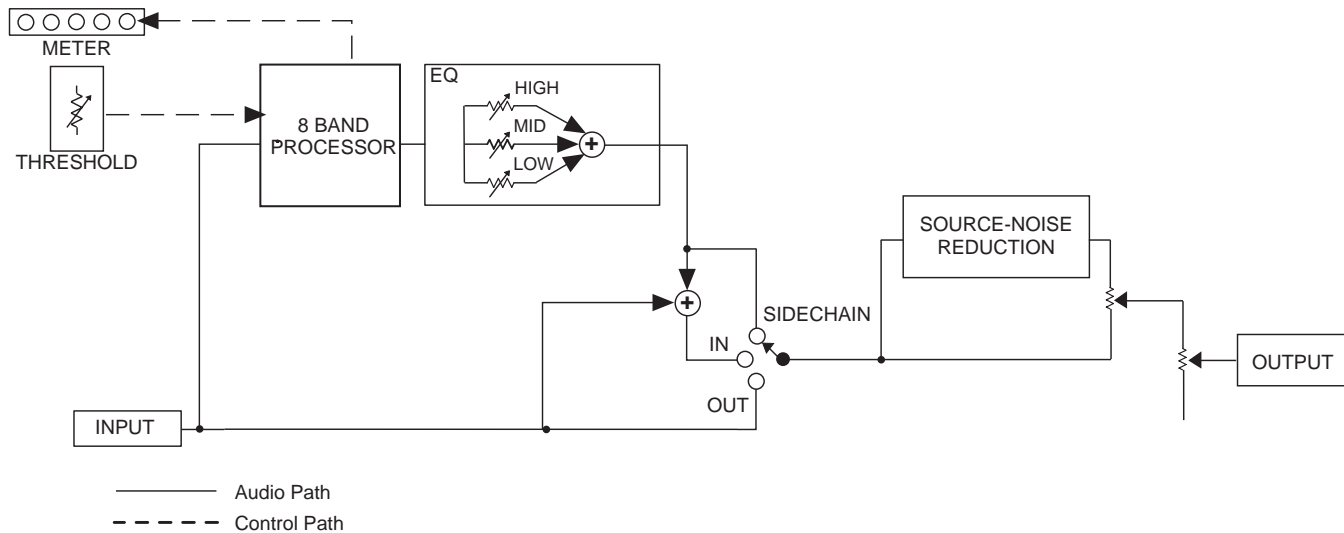 METER
THRESHOLD
8 BAND
PROCESSOR
EQ
HIGH
MID
LOW
+
+
SIDECHAIN
IN
OUT
SOURCE-NOISE
REDUCTION
OUTPUT
INPUT
Audio Path
Control Path